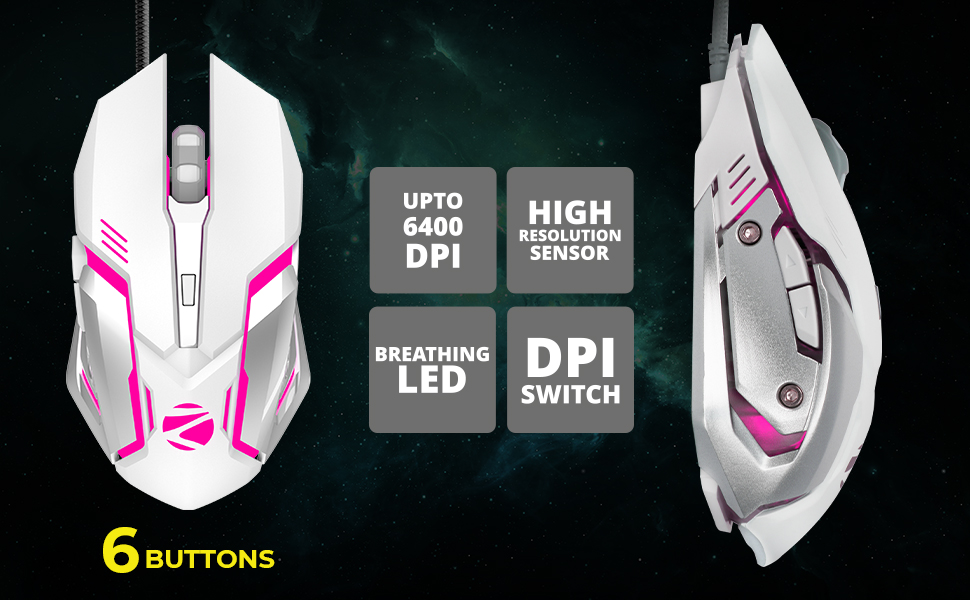 UPTO
6400
DPI
HIGH
RESOLUTION
SENSOR
BREATHING
LED
DPI
SWITCH
6 BUTTONS